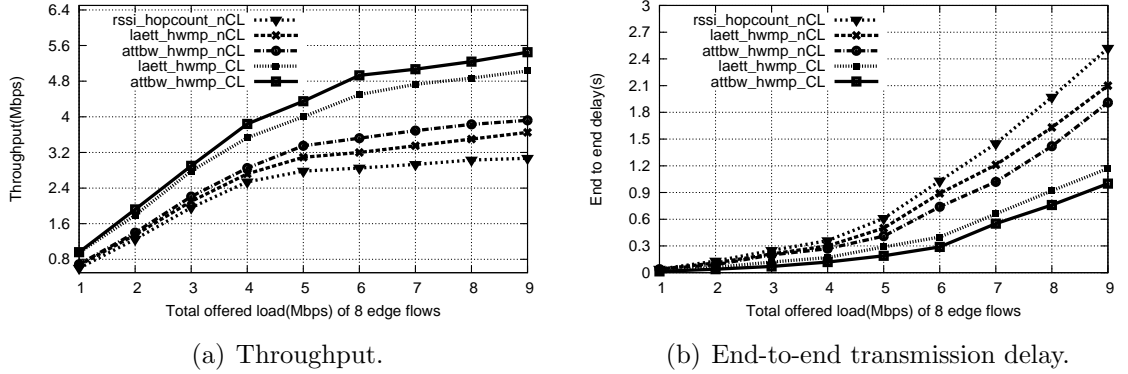 Throughput(Mbps)
6.4
5.6
4.8
4
3.2
2.4
1.6
0.8
1 2 3 4 5 6 7 8 9
Total offered load(Mbps) of 8 edge flows
rssi_hopcount_nCL
laett_hwmp_nCL
attbw_hwmp_nCL
laett_hwmp_CL
attbw_hwmp_CL
(a) Throughput.
End to end delay(s)
3
2.7
2.4
2.1
1.8
1.5
1.2
0.9
0.6
0.3
0
1 2 3 4 5 6 7 8 9
Total offered load(Mbps) of 8 edge flows
rssi_hopcount_nCL
laett_hwmp_nCL
attbw_hwmp_nCL
laett_hwmp_CL
attbw_hwmp_CL
(b) End-to-end transmission delay.